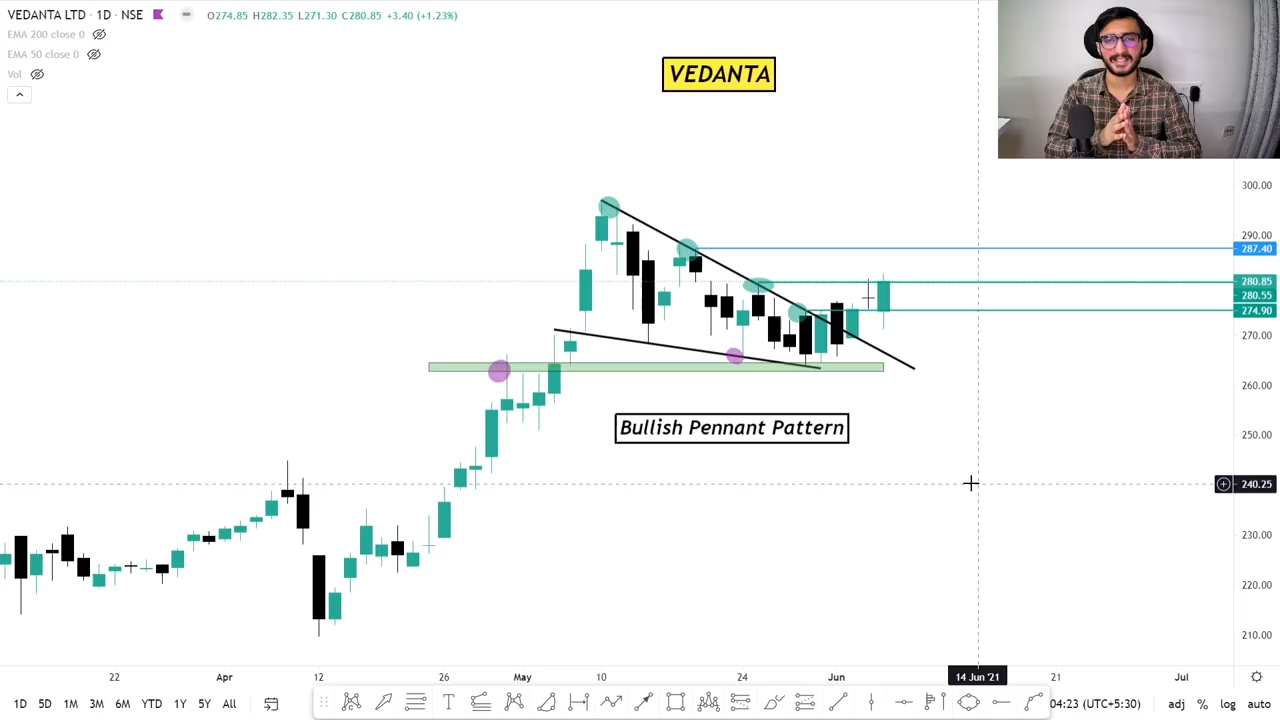 VEDANTA LTD · 1D · NSE O274.85 H282.35 L271.30 C280.85 +3.40 (+1.23%)
EMA 200 close 0
EMA 50 close 0
Vol
VEDANTA
300.00
290.00
287.40
280.85
280.55
274.90
270.00
260.00
Bullish Pennant Pattern
250.00
240.25
230.00
220.00
210.00
22 Apr 12 26 May 10 24 Jun 14 Jun '21 21 Jul
1D 5D 1M 3M 6M YTD 1Y 5Y All 04:23 (UTC+5:30) adj % log auto